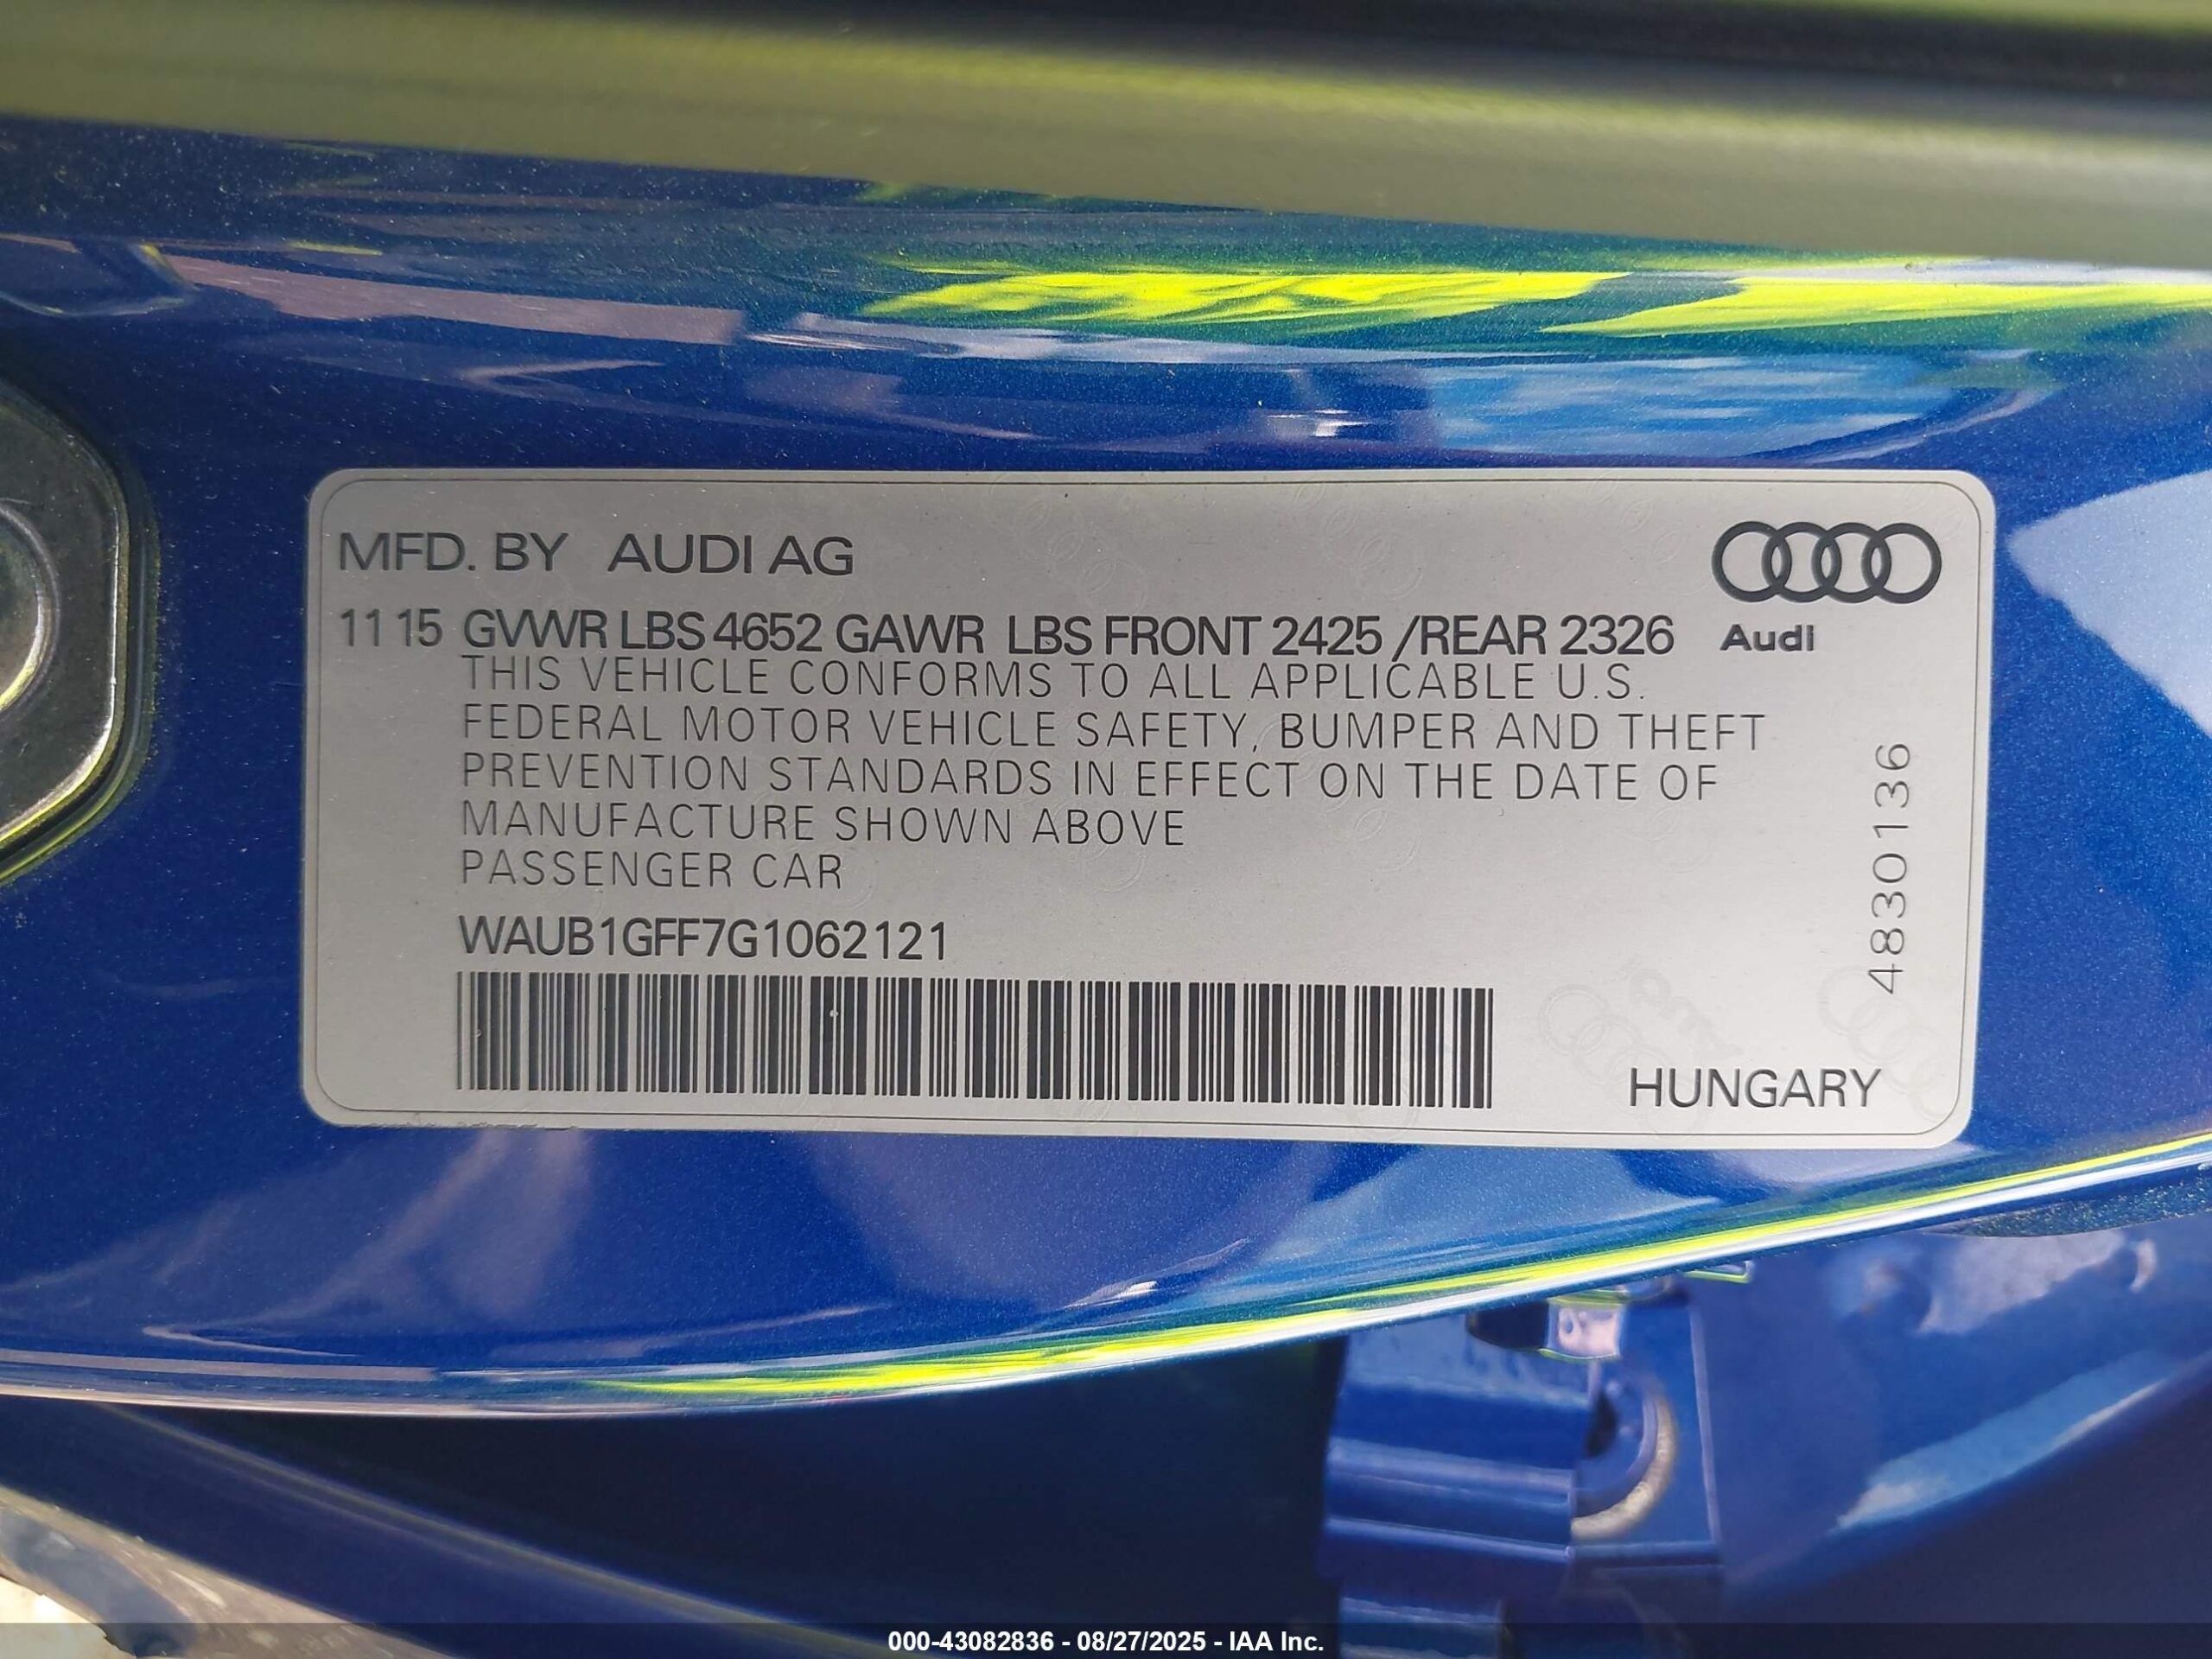 MFD. BY AUDI AG
11 15 GVWR LBS 4652 GAWR LBS FRONT 2425 /REAR 2326
Audi
THIS VEHICLE CONFORMS TO ALL APPLICABLE U.S.
FEDERAL MOTOR VEHICLE SAFETY, BUMPER AND THEFT
PREVENTION STANDARDS IN EFFECT ON THE DATE OF
MANUFACTURE SHOWN ABOVE
PASSENGER CAR
WAUB1GFF7G1062121
4830136
HUNGARY
000-43082836 - 08/27/2025 - IAA Inc.